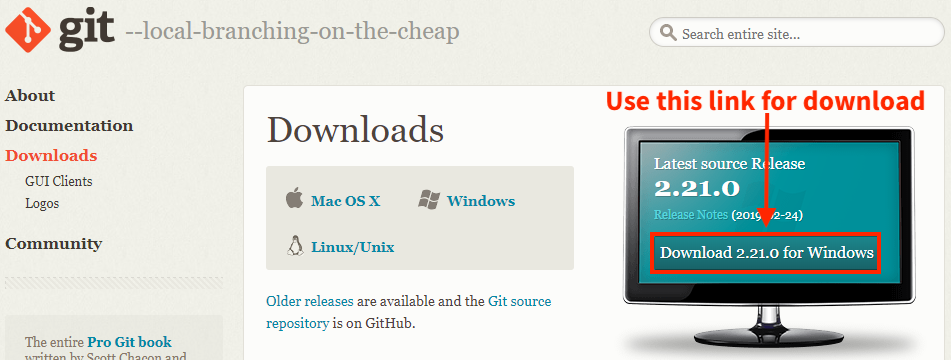 git --local-branching-on-the-cheap
Search entire site...
About
Documentation
Downloads
GUI Clients
Logos
Community
The entire Pro Git book
written by Scott Chacon and
Downloads
Mac OS X
Windows
Linux/Unix
Older releases are available and the Git source
repository is on GitHub.
Use this link for download
Latest source Release
2.21.0
Release Notes (2019-02-24)
Download 2.21.0 for Windows